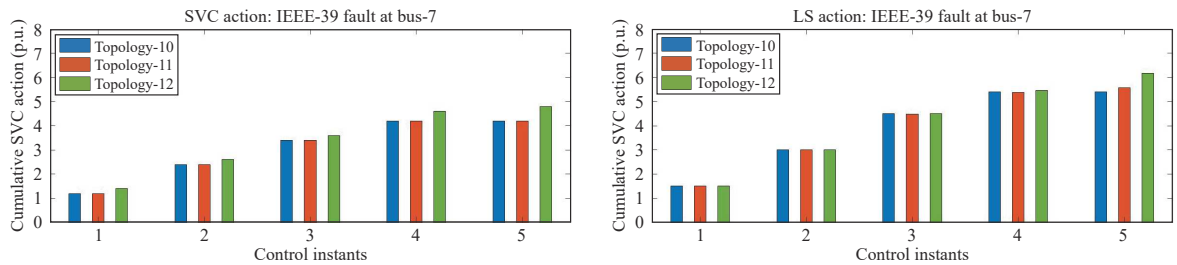 SVC action: IEEE-39 fault at bus-7
Cumulative SVC action (p.u.)
8
7
6
5
4
3
2
1
0
Topology-10
Topology-11
Topology-12
1 2 3 4 5
Control instants
LS action: IEEE-39 fault at bus-7
Cumulative SVC action (p.u.)
8
7
6
5
4
3
2
1
0
Topology-10
Topology-11
Topology-12
1 2 3 4 5
Control instants